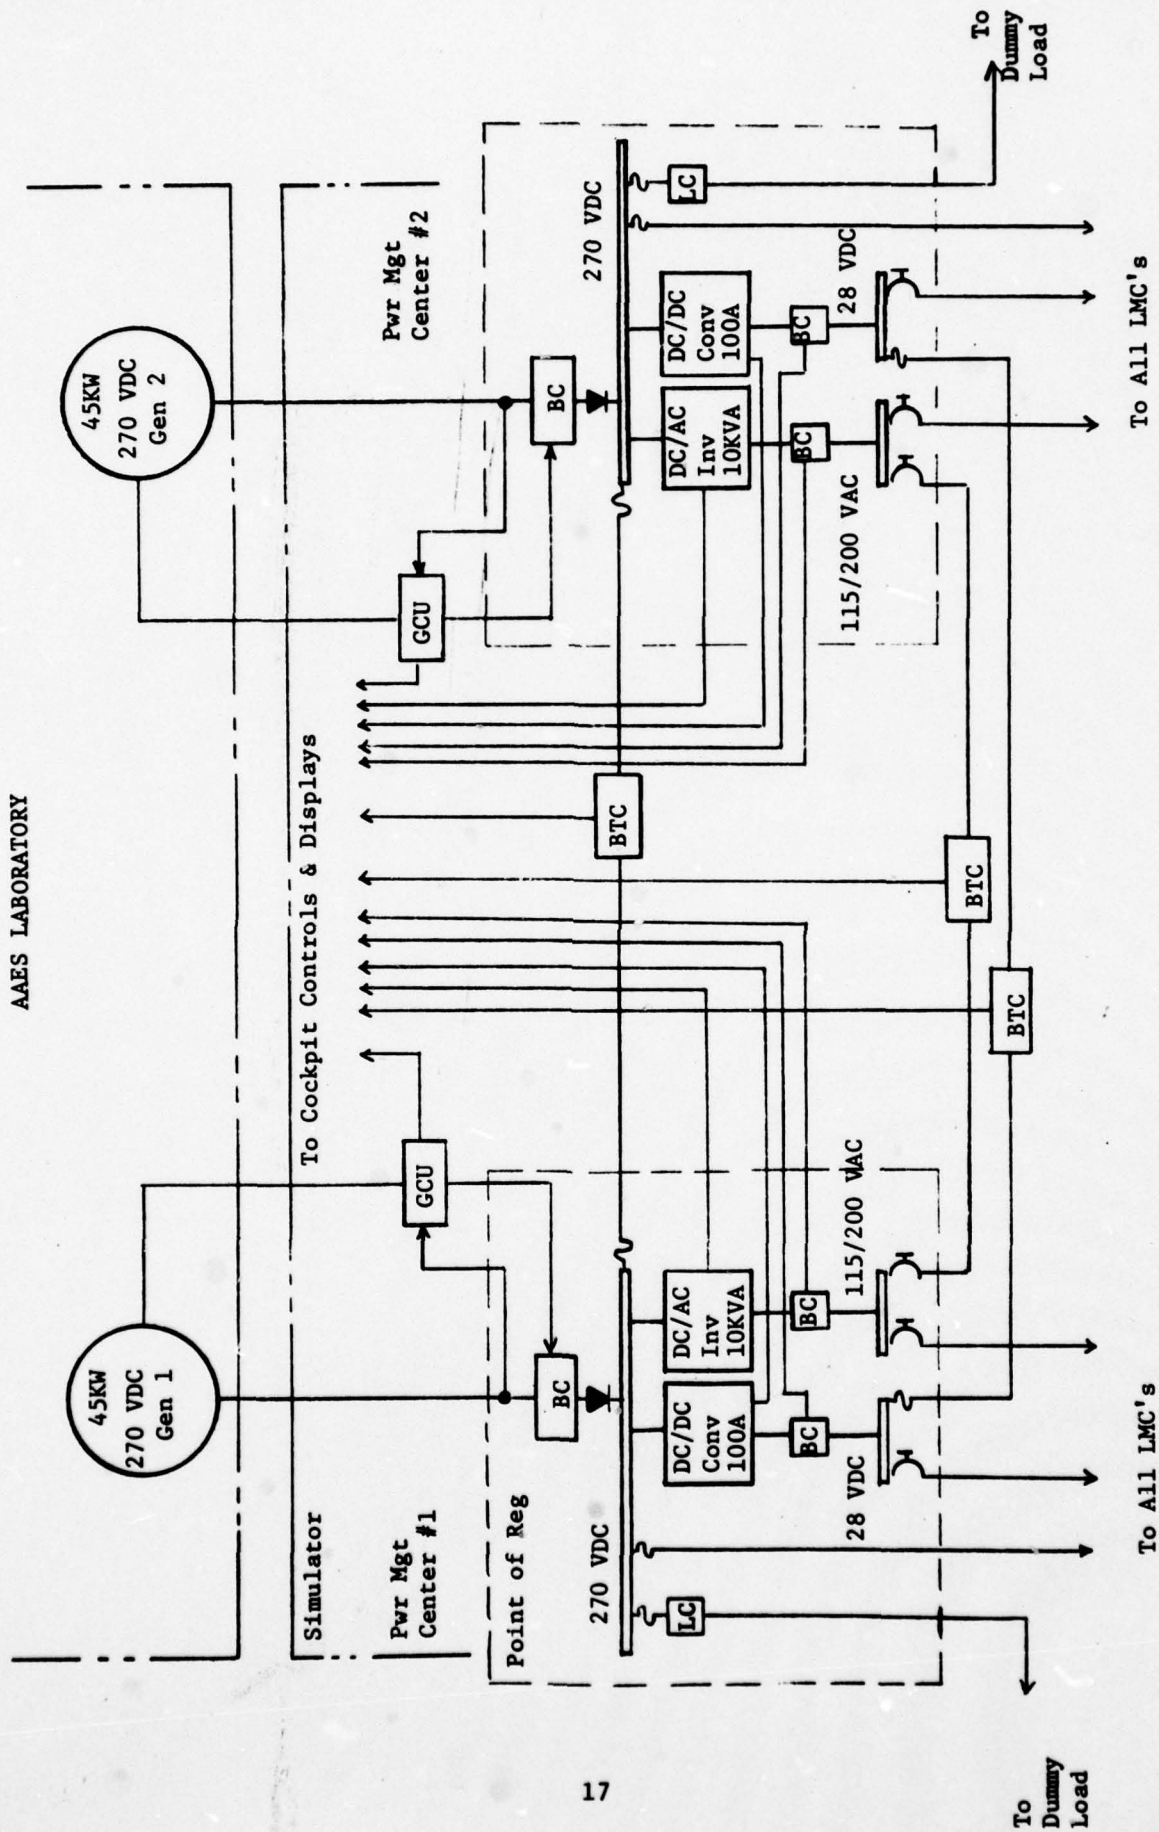 AAES LABORATORY
45KW
270 VDC
Gen 1
45KW
270 VDC
Gen 2
Simulator
To Cockpit Controls & Displays
Pwr Mgt
Center #1
Pwr Mgt
Center #2
GCU
GCU
Point of Reg
BC
BC
270 VDC
270 VDC
BTC
LC
DC/DC
Conv
100A
DC/AC
Inv
10KVA
DC/AC
Inv
10KVA
DC/DC
Conv
100A
LC
BC
BC
BC
BC
28 VDC
115/200 VAC
115/200 VAC
28 VDC
BTC
BTC
To
Dummy
Load
To
Dummy
Load
To All LMC's
To All LMC's
17